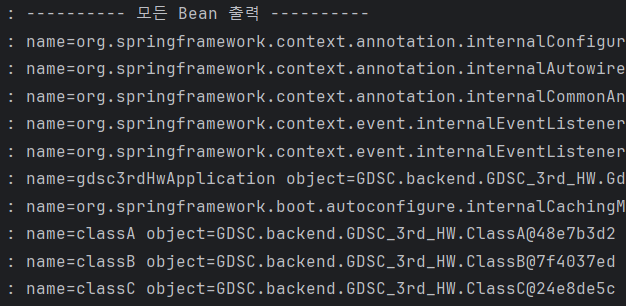 : ---------- 모든 Bean 출력 ----------
: name=org.springframework.context.annotation.internalConfigur
: name=org.springframework.context.annotation.internalAutowire
: name=org.springframework.context.annotation.internalCommonAn
: name=org.springframework.context.event.internalEventListener
: name=org.springframework.context.event.internalEventListener
: name=gdsc3rdHwApplication object=GDSC.backend.GDSC_3rd_HW.Gd
: name=org.springframework.boot.autoconfigure.internalCachingM
: name=classA object=GDSC.backend.GDSC_3rd_HW.ClassA@48e7b3d2
: name=classB object=GDSC.backend.GDSC_3rd_HW.ClassB@7f4037ed
: name=classC object=GDSC.backend.GDSC_3rd_HW.ClassC@24e8de5c